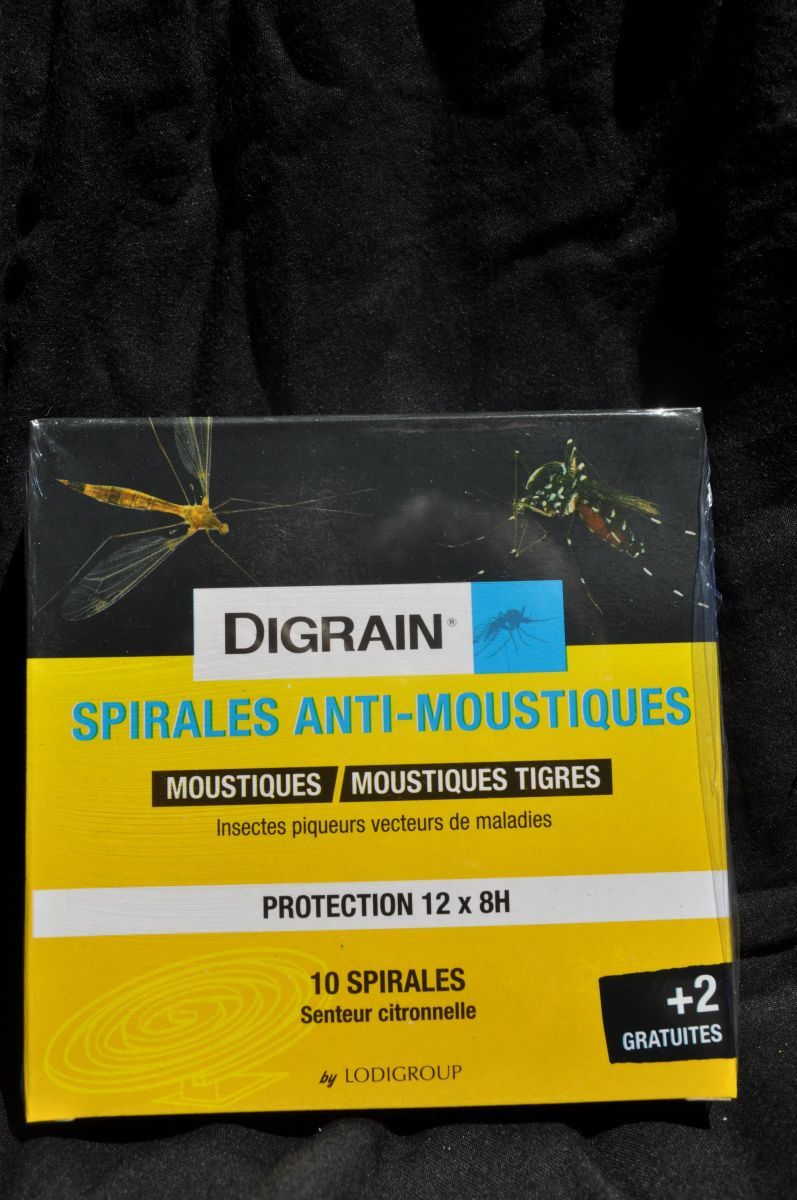 DIGRAIN®
SPIRALES ANTI-MOUSTIQUES
MOUSTIQUES / MOUSTIQUES TIGRES
Insectes piqueurs vecteurs de maladies
PROTECTION 12 x 8H
10 SPIRALES
Senteur citronnelle
+2
GRATUITES
by LODIGROUP